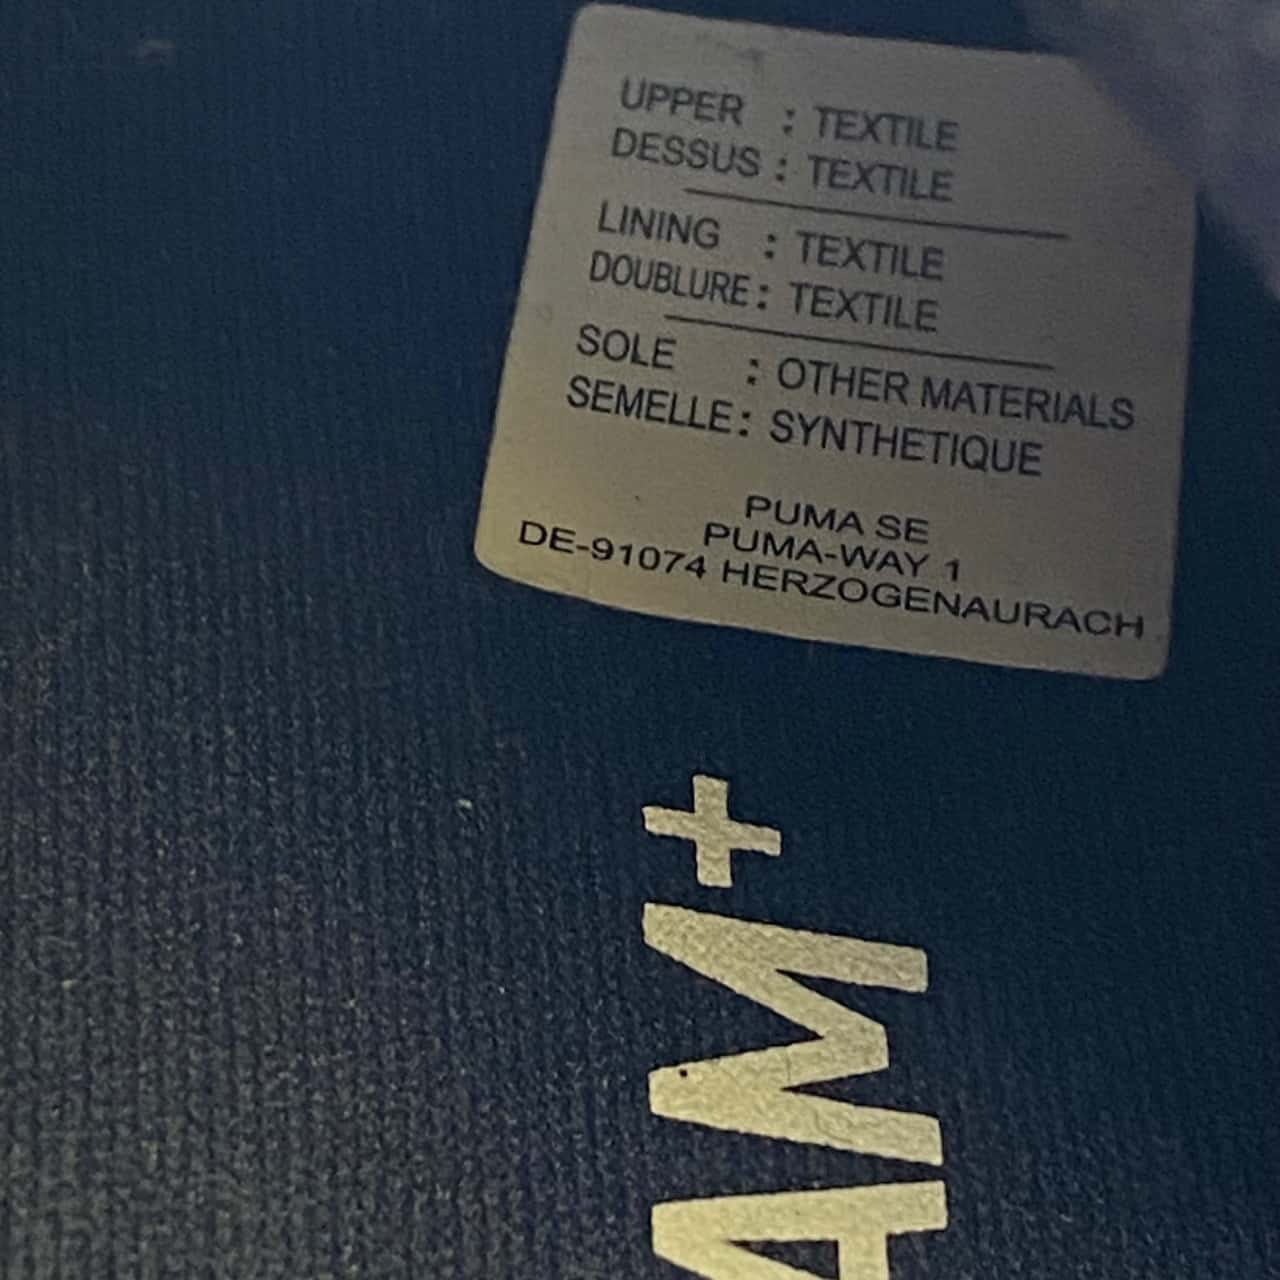 UPPER : TEXTILE
DESSUS : TEXTILE
LINING : TEXTILE
DOUBLURE : TEXTILE
SOLE : OTHER MATERIALS
SEMELLE : SYNTHETIQUE
PUMA SE
PUMA-WAY 1
DE-91074 HERZOGENAURACH
AM+